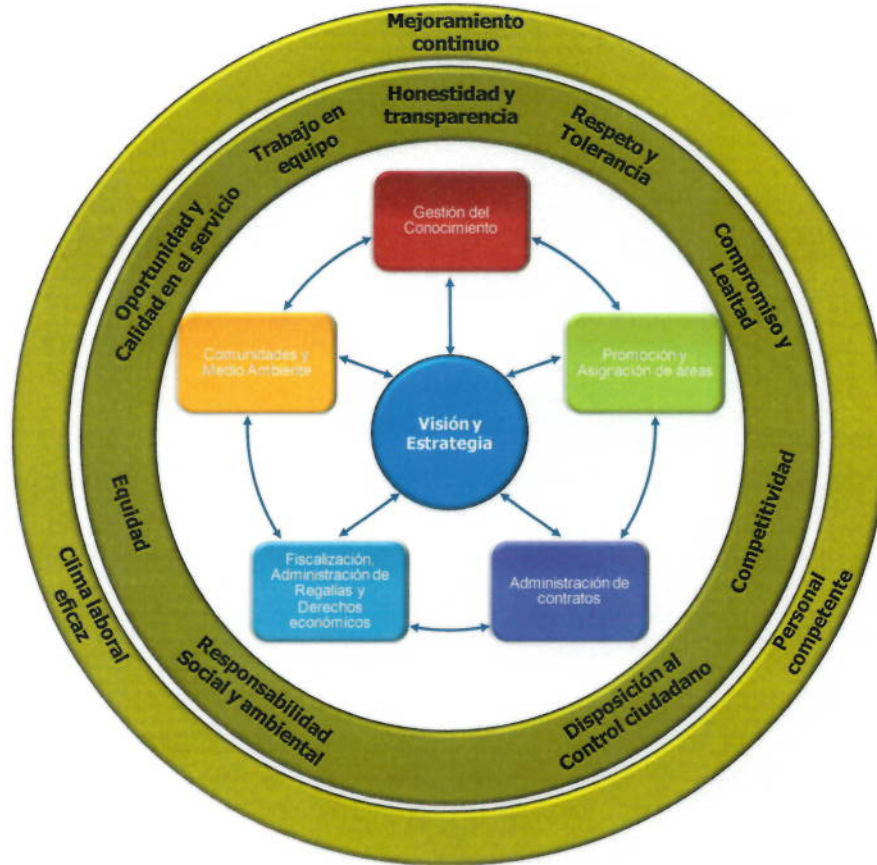 Mejoramiento
continuo
Honestidad y
transparencia
Trabajo en
equipo
Respeto y
Tolerancia
Oportunidad y
Calidad en el servicio
Compromiso y
Lealtad
Gestión del
Conocimiento
Comunidades y
Medio Ambiente
Promoción y
Asignación de áreas
Visión y
Estrategia
Equidad
Competitividad
Fiscalización,
Administración de
Regalías y
Derechos
económicos
Administración de
contratos
Clima laboral
eficaz
Personal
competente
Responsabilidad
Social y ambiental
Disposición al
Control ciudadano